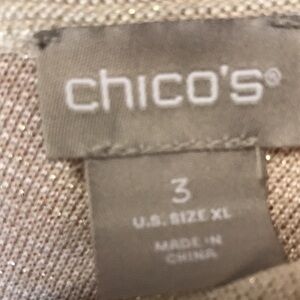 chico's®
3
U.S. SIZE XL
MADE IN
CHINA